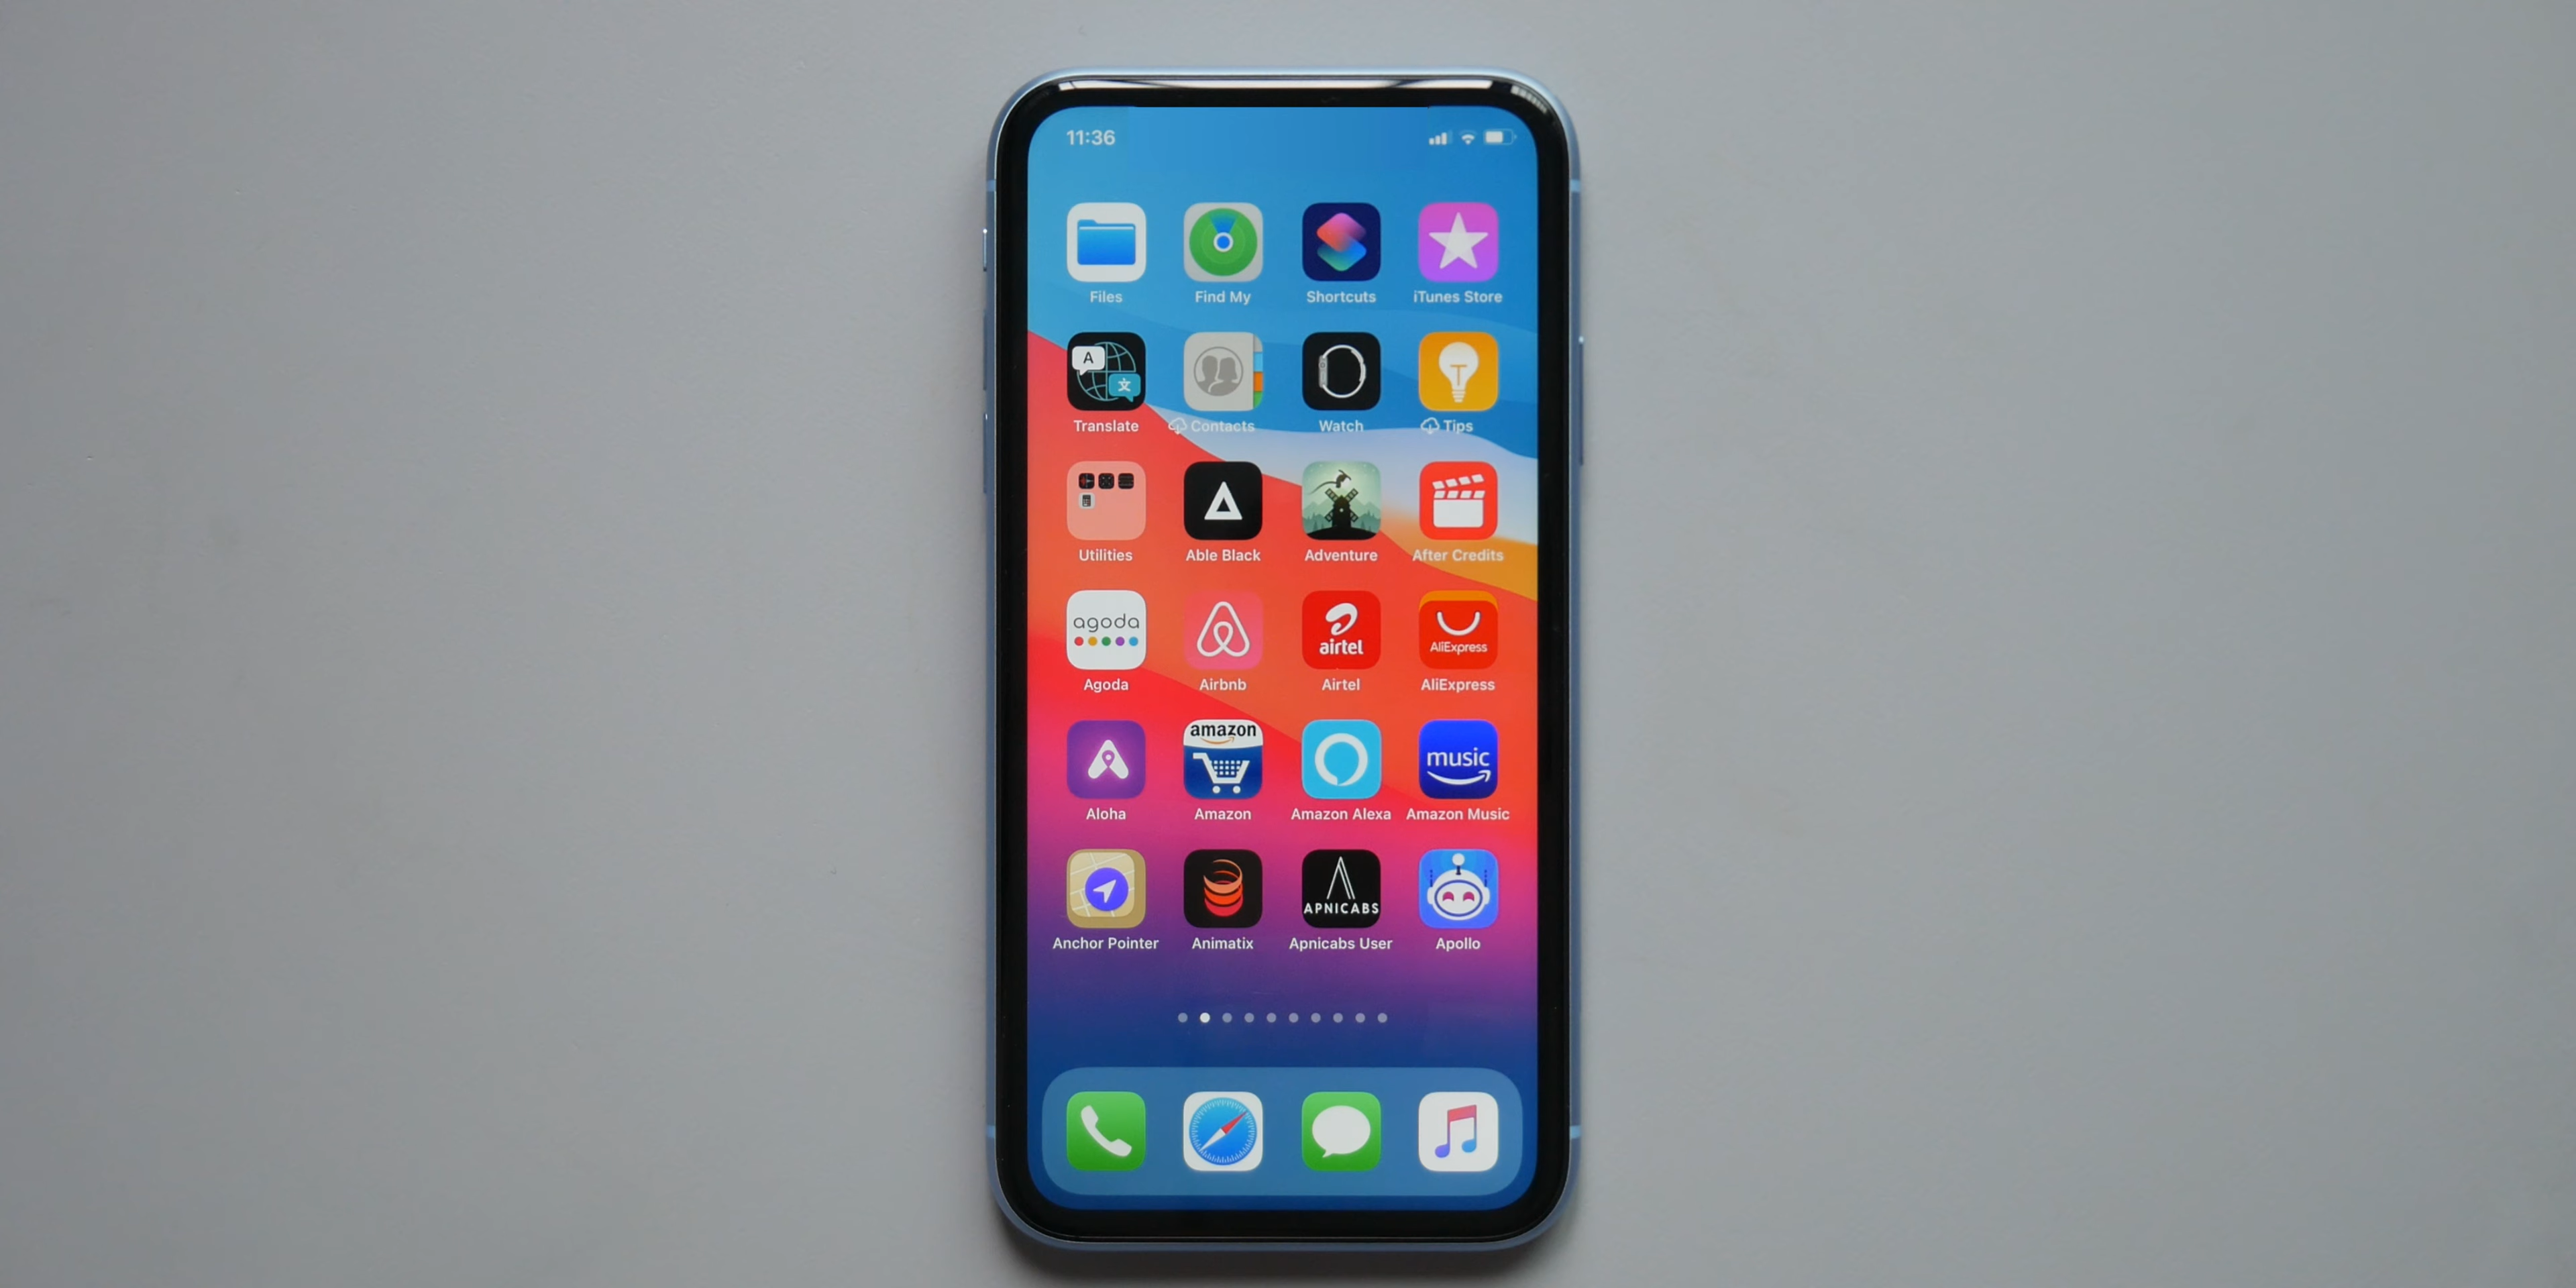 11:36
Files Find My Shortcuts iTunes Store
A 文
Translate Contacts Watch Tips
Utilities Able Black Adventure After Credits
agoda airtel AliExpress
Agoda Airbnb Airtel AliExpress
amazon music
Aloha Amazon Amazon Alexa Amazon Music
APNICABS
Anchor Pointer Animatix Apnicabs User Apollo